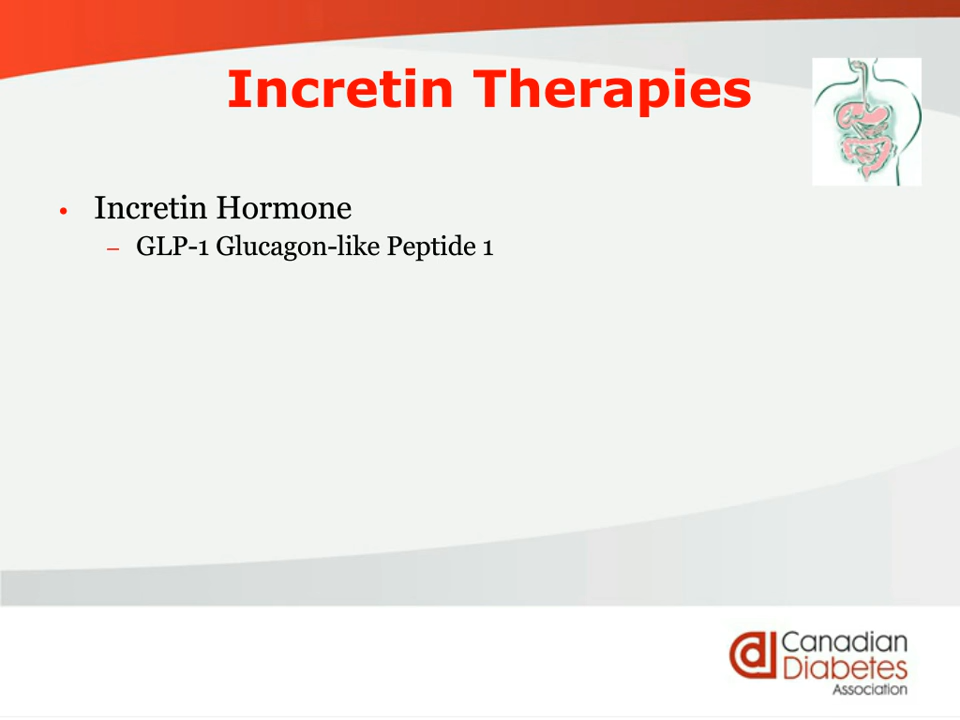 Incretin Therapies
• Incretin Hormone
– GLP-1 Glucagon-like Peptide 1
Canadian
Diabetes
Association